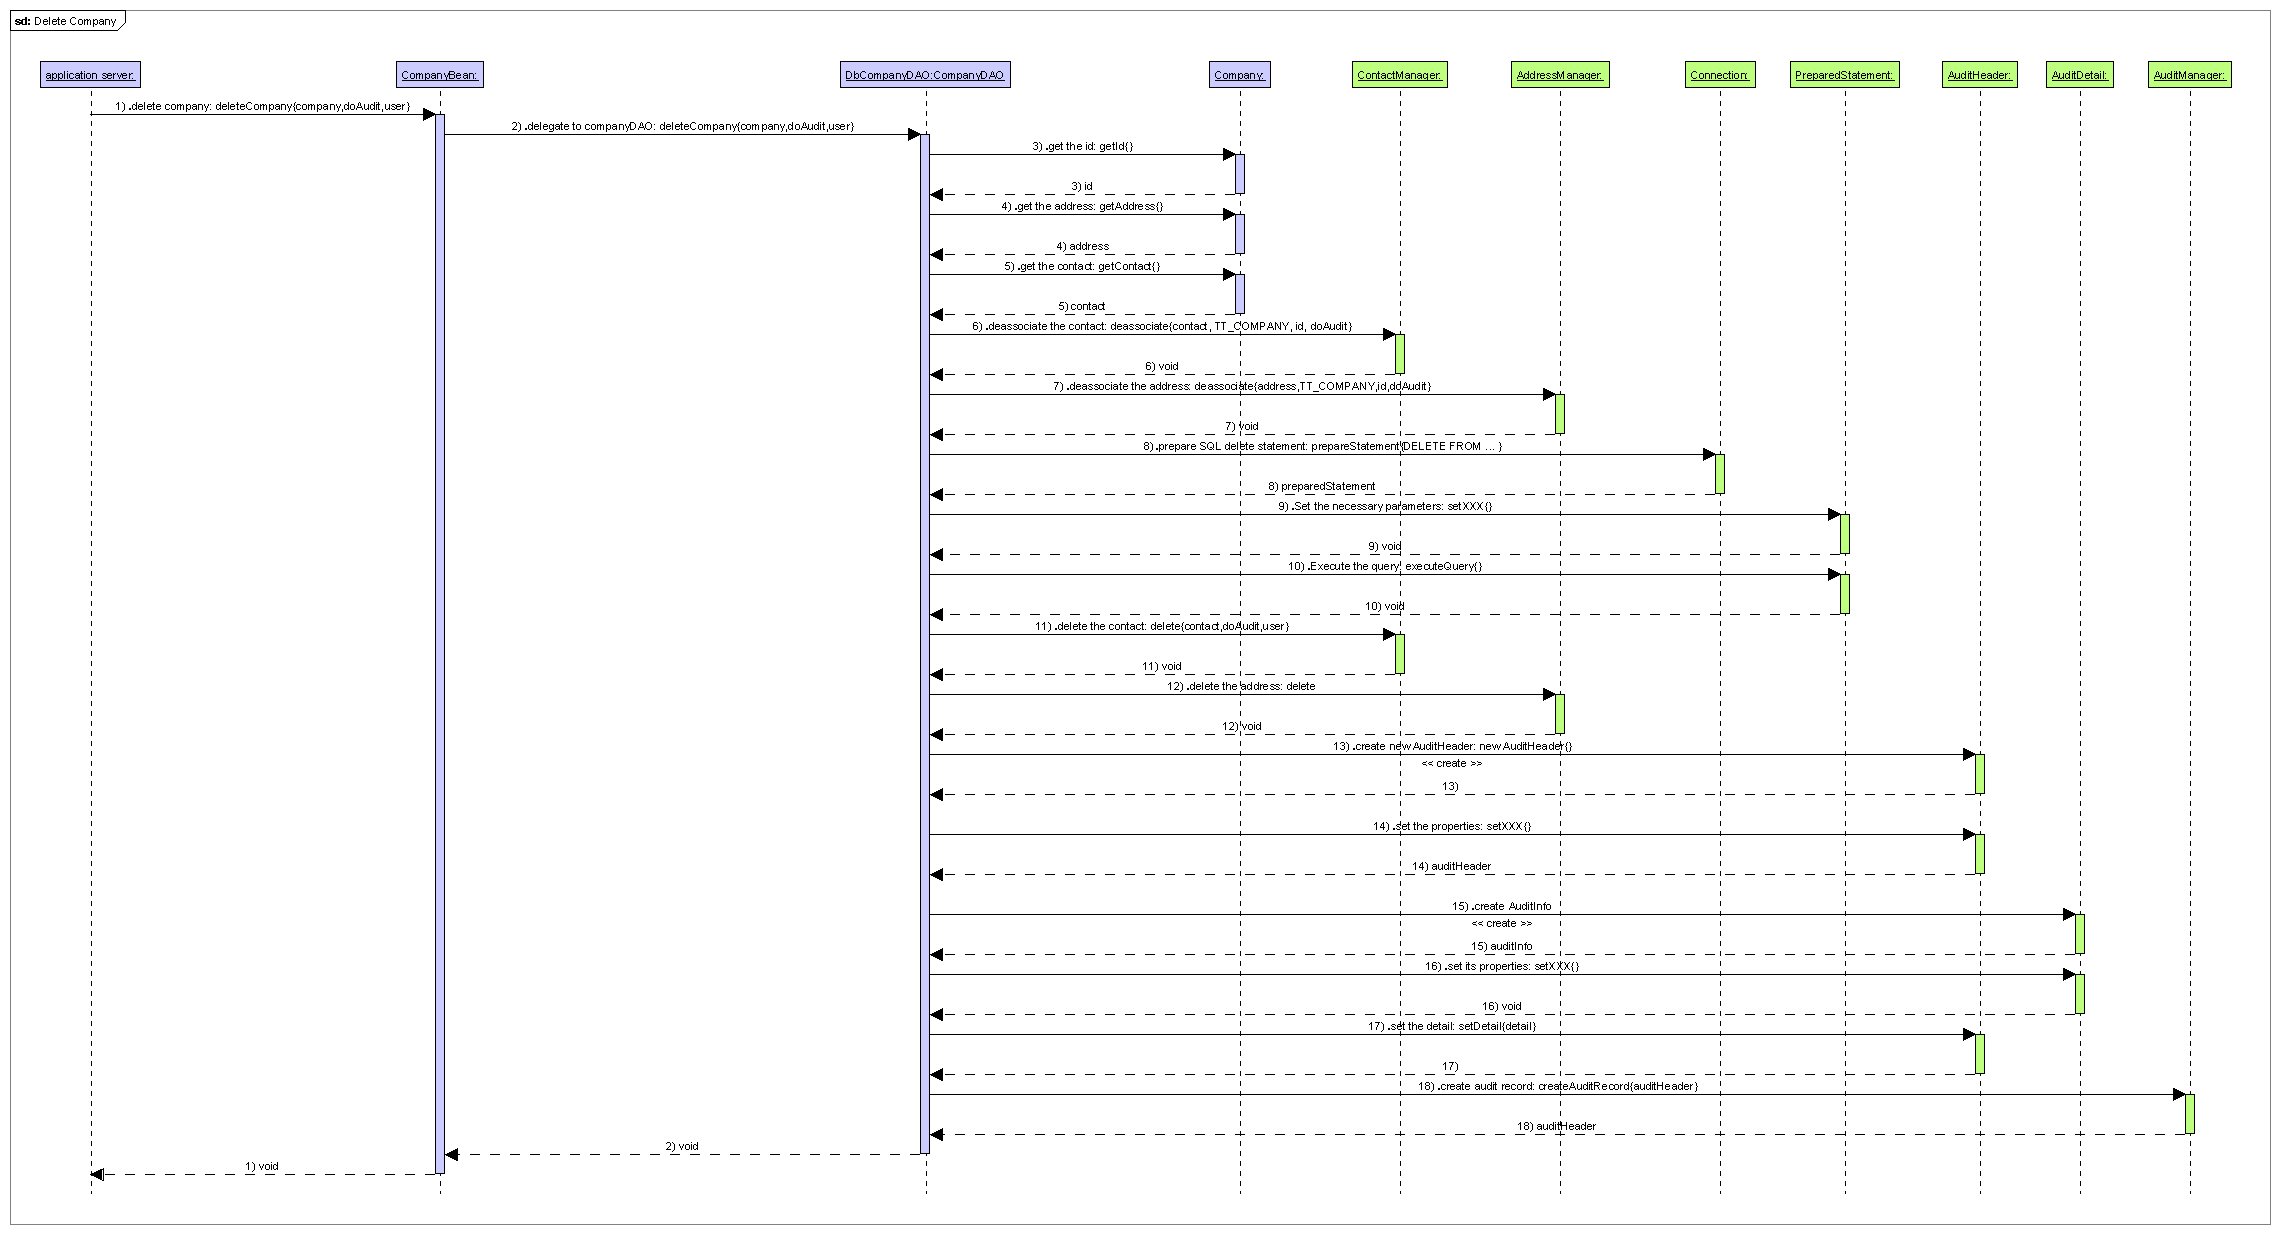 sd: Delete Company
application server:
CompanyBean:
DbCompanyDAO:CompanyDAO
Company:
ContactManager:
AddressManager:
Connection:
PreparedStatement:
AuditHeader:
AuditDetail:
AuditManager:
1) .delete company: deleteCompany{company,doAudit,user}
2) .delegate to companyDAO: deleteCompany{company,doAudit,user}
3) .get the id: getId{}
3) id
4) .get the address: getAddress{}
4) address
5) .get the contact: getContact{}
5) contact
6) .deassociate the contact: deassociate{contact, TT_COMPANY, id, doAudit}
6) void
7) .deassociate the address: deassociate{address,TT_COMPANY,id,doAudit}
7) void
8) .prepare SQL delete statement: prepareStatement{DELETE FROM ... }
8) preparedStatement
9) .Set the necessary parameters: setXXX{}
9) void
10) .Execute the query: executeQuery{}
10) void
11) .delete the contact: delete{contact,doAudit,user}
11) void
12) .delete the address: delete
12) void
13) .create new AuditHeader: new AuditHeader{}
<< create >>
13)
14) .set the properties: setXXX{}
14) auditHeader
15) .create AuditInfo
<< create >>
15) auditInfo
16) .set its properties: setXXX{}
16) void
17) .set the detail: setDetail{detail}
17)
18) .create audit record: createAuditRecord{auditHeader}
18) auditHeader
2) void
1) void